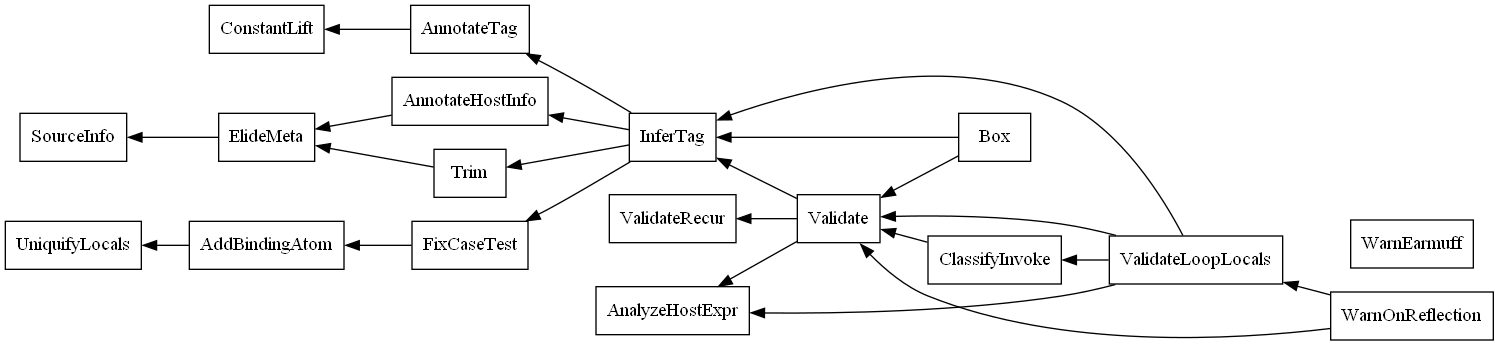 ConstantLift
AnnotateTag
AnnotateHostInfo
SourceInfo
ElideMeta
InferTag
Box
Trim
ValidateRecur
Validate
UniquifyLocals
AddBindingAtom
FixCaseTest
ClassifyInvoke
ValidateLoopLocals
WarnEarmuff
AnalyzeHostExpr
WarnOnReflection